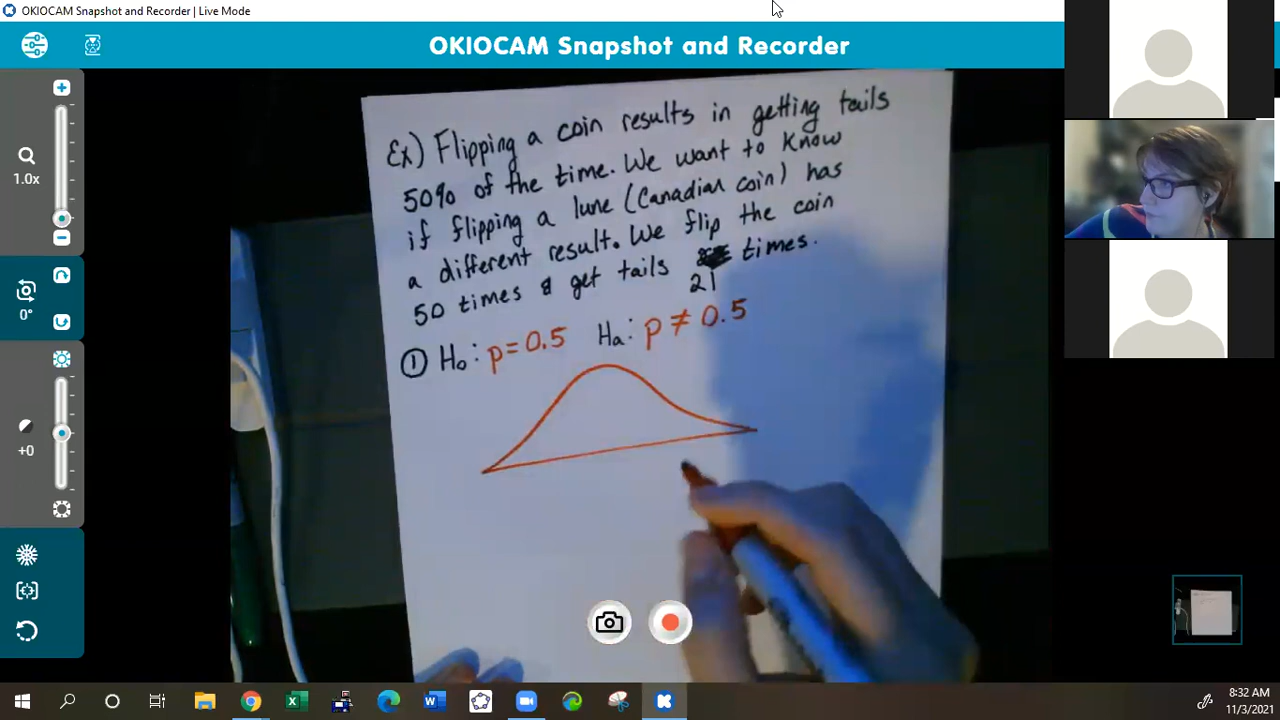 OKIOCAM Snapshot and Recorder | Live Mode
OKIOCAM Snapshot and Recorder
1.0x
0°
+0
Ex) Flipping a coin results in getting tails
50% of the time. We want to know
if flipping a lune (Canadian coin) has
a different result. We flip the coin
50 times & get tails 21 times.
① H₀: p = 0.5 Hₐ: p ≠ 0.5
8:32 AM
11/3/2021